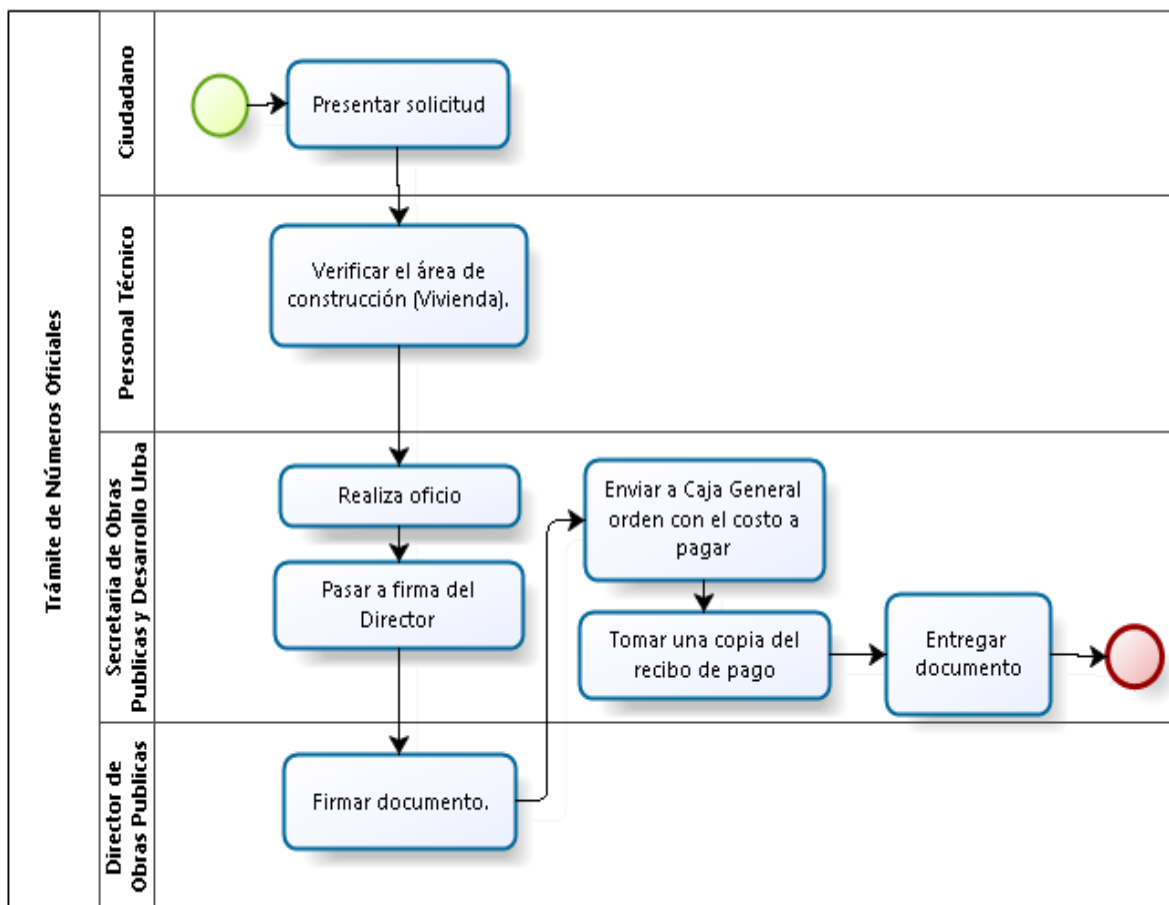 Trámite de Números Oficiales
Ciudadano
Presentar solicitud
Personal Técnico
Verificar el área de
construcción (Vivienda).
Secretaria de Obras
Publicas y Desarrollo Urba
Realiza oficio
Pasar a firma del
Director
Enviar a Caja General
orden con el costo a
pagar
Tomar una copia del
recibo de pago
Entregar
documento
Director de
Obras Publicas
Firmar documento.